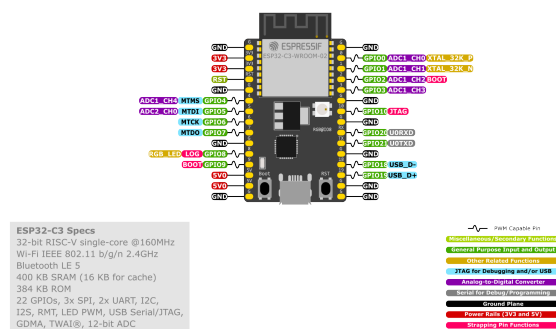 GND
3V3
3V3
RST
GND
ADC1_CH4 MTMS GPIO4
ADC2_CH0 MTDI GPIO5
MTCK GPIO6
MTDO GPIO7
GND
RGB_LED LOG GPIO8
BOOT GPIO9
5V0
5V0
GND
ESPRESSIF
ESP32-C3-WROOM-02
Boot
RST
GND
GPIO0 ADC1_CH0 XTAL_32K_P
GPIO1 ADC1_CH1 XTAL_32K_N
GPIO2 ADC1_CH2 BOOT
GPIO3 ADC1_CH3
GND
GPIO10 JTAG
GND
GPIO20 U0RXD
GPIO21 U0TXD
GND
GPIO18 USB_D-
GPIO19 USB_D+
GND
ESP32-C3 Specs
32-bit RISC-V single-core @160MHz
Wi-Fi IEEE 802.11 b/g/n 2.4GHz
Bluetooth LE 5
400 KB SRAM (16 KB for cache)
384 KB ROM
22 GPIOs, 3x SPI, 2x UART, I2C,
I2S, RMT, LED PWM, USB Serial/JTAG,
GDMA, TWAI®, 12-bit ADC
PWM Capable Pin
Miscellaneous/Secondary Functions
General Purpose Input and Output
Other Related Functions
JTAG for Debugging and/or USB
Analog-to-Digital Converter
Serial for Debug/Programming
Ground Plane
Power Rails (3V3 and 5V)
Strapping Pin Functions